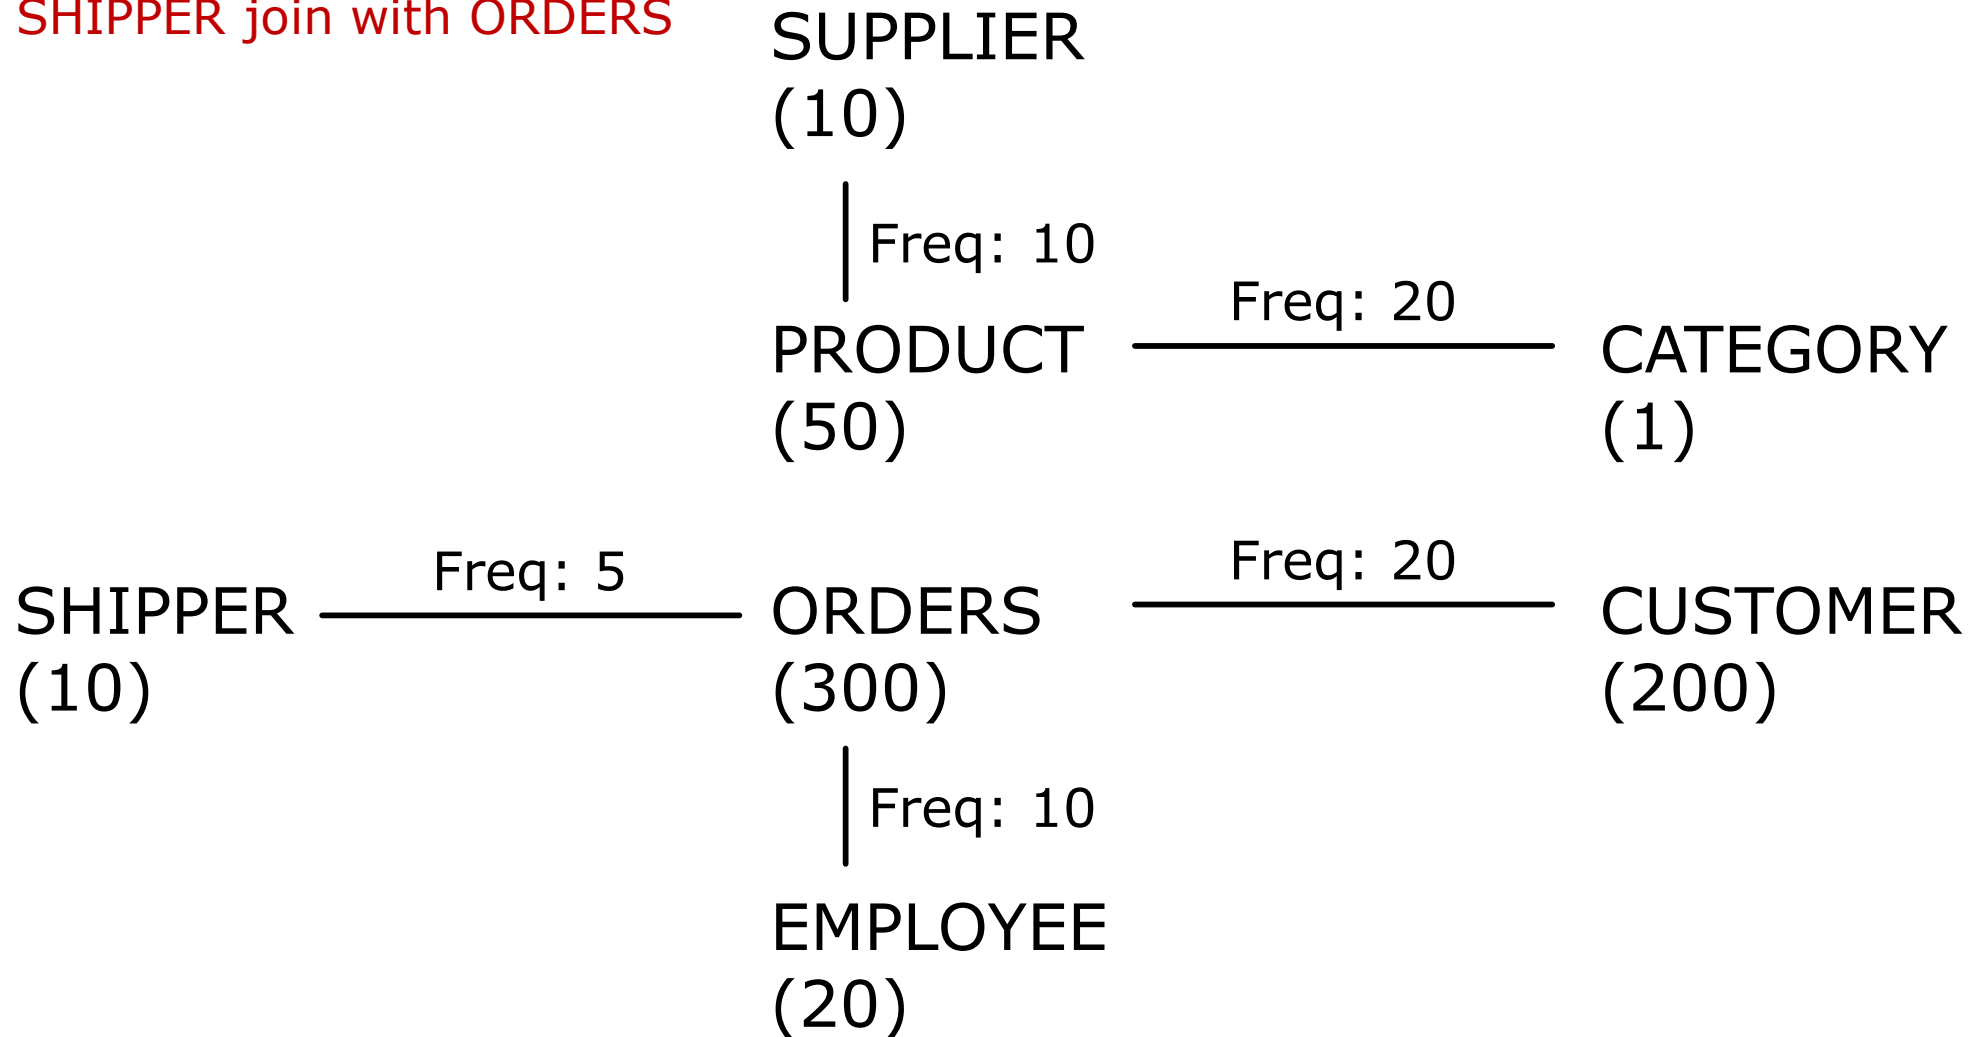 SHIPPER join with ORDERS
SUPPLIER
(10)
Freq: 10
Freq: 20
PRODUCT
(50)
CATEGORY
(1)
Freq: 5
Freq: 20
SHIPPER
(10)
ORDERS
(300)
CUSTOMER
(200)
Freq: 10
EMPLOYEE
(20)